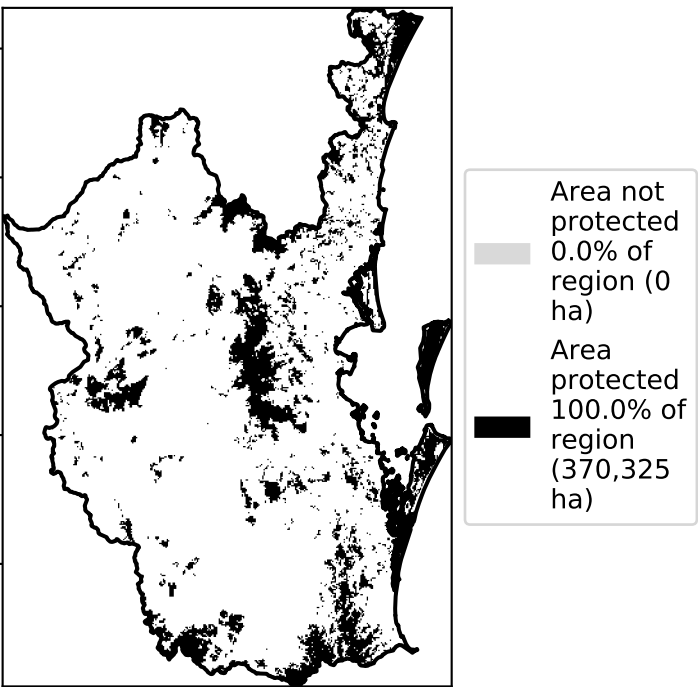 Area not
protected
0.0% of
region (0
ha)
Area
protected
100.0% of
region
(370,325
ha)